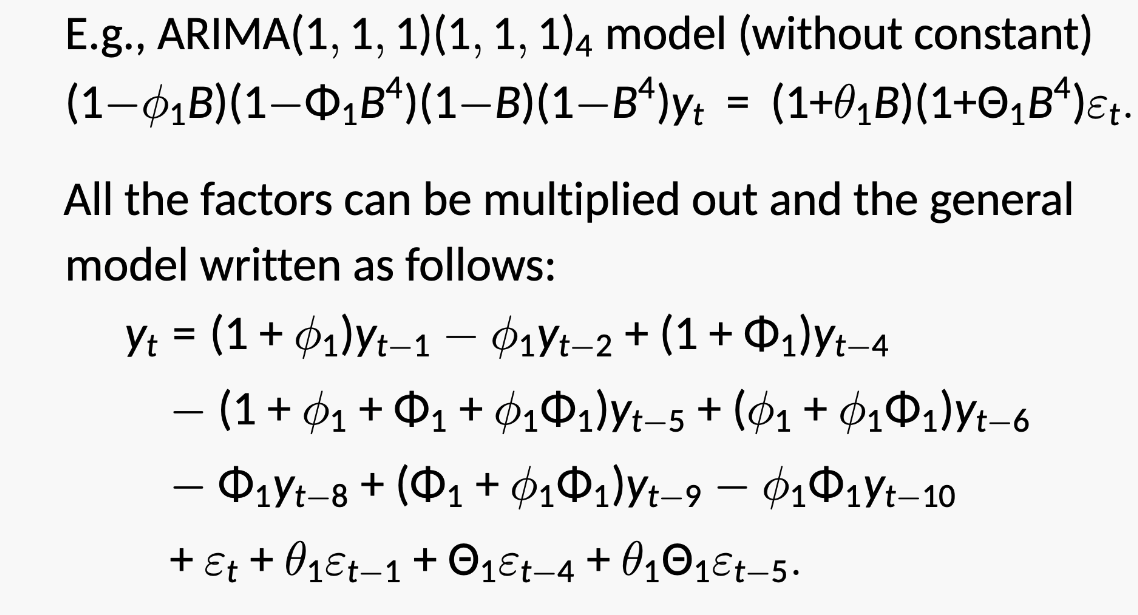 E.g., ARIMA(1, 1, 1)(1, 1, 1)₄ model (without constant)
(1−ϕ₁B)(1−Φ₁B⁴)(1−B)(1−B⁴)yₜ = (1+θ₁B)(1+Θ₁B⁴)εₜ.
All the factors can be multiplied out and the general
model written as follows:
yₜ = (1 + ϕ₁)yₜ₋₁ − ϕ₁yₜ₋₂ + (1 + Φ₁)yₜ₋₄
− (1 + ϕ₁ + Φ₁ + ϕ₁Φ₁)yₜ₋₅ + (ϕ₁ + ϕ₁Φ₁)yₜ₋₆
− Φ₁yₜ₋₈ + (Φ₁ + ϕ₁Φ₁)yₜ₋₉ − ϕ₁Φ₁yₜ₋₁₀
+ εₜ + θ₁εₜ₋₁ + Θ₁εₜ₋₄ + θ₁Θ₁εₜ₋₅.